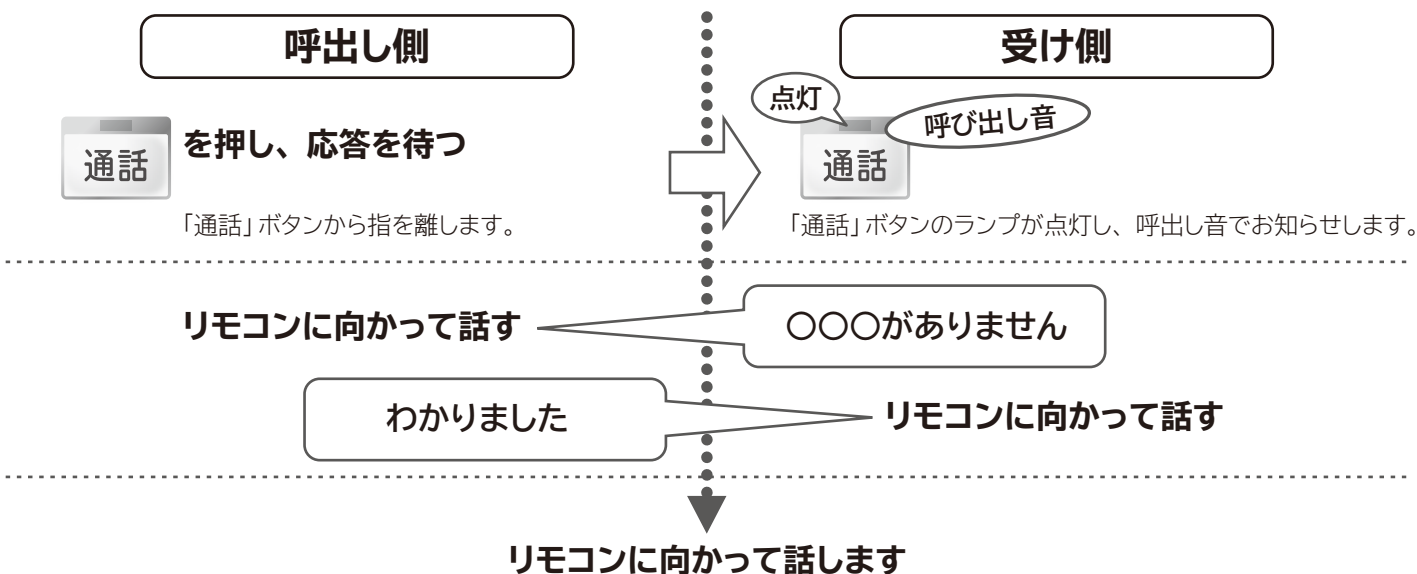 呼出し側
受け側
通話
を押し、応答を待つ
「通話」ボタンから指を離します。
点灯
呼び出し音
通話
「通話」ボタンのランプが点灯し、呼出し音でお知らせします。
リモコンに向かって話す
〇〇〇がありません
わかりました
リモコンに向かって話す
リモコンに向かって話します